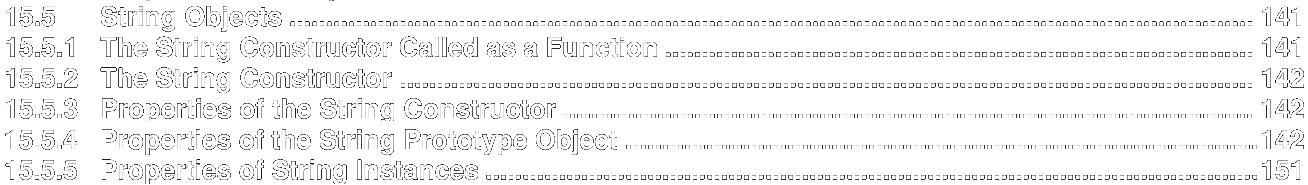 15.5 String Objects ........................................................................................................ 141
15.5.1 The String Constructor Called as a Function ........................................................................ 141
15.5.2 The String Constructor ........................................................................................................ 142
15.5.3 Properties of the String Constructor ........................................................................ 142
15.5.4 Properties of the String Prototype Object ........................................................................ 142
15.5.5 Properties of String Instances ........................................................................ 151